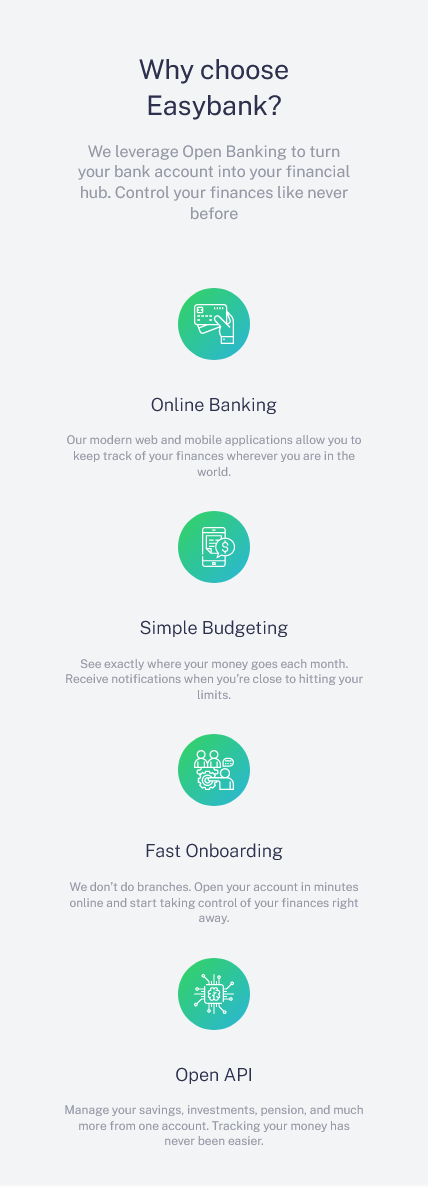 Why choose
Easybank?
We leverage Open Banking to turn
your bank account into your financial
hub. Control your finances like never
before
Online Banking
Our modern web and mobile applications allow you to
keep track of your finances wherever you are in the
world.
Simple Budgeting
See exactly where your money goes each month.
Receive notifications when you’re close to hitting your
limits.
Fast Onboarding
We don’t do branches. Open your account in minutes
online and start taking control of your finances right
away.
Open API
Manage your savings, investments, pension, and much
more from one account. Tracking your money has
never been easier.